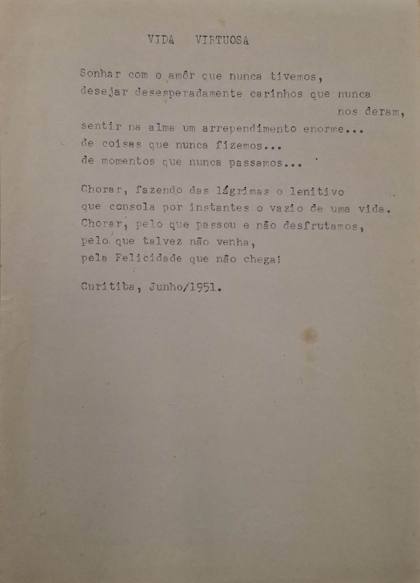 VIDA VIRTUOSA
Sonhar com o amôr que nunca tivemos,
desejar desesperadamente carinhos que nunca
nos deram,
sentir na alma um arrependimento enorme...
de coisas que nunca fizemos...
de momentos que nunca passamos...
Chorar, fazendo das lágrimas o lenitivo
que consola por instantes o vazio de uma vida.
Chorar, pelo que passou e não desfrutamos,
pelo que talvez não venha,
pela Felicidade que não chega!
Curitiba, Junho/1951.